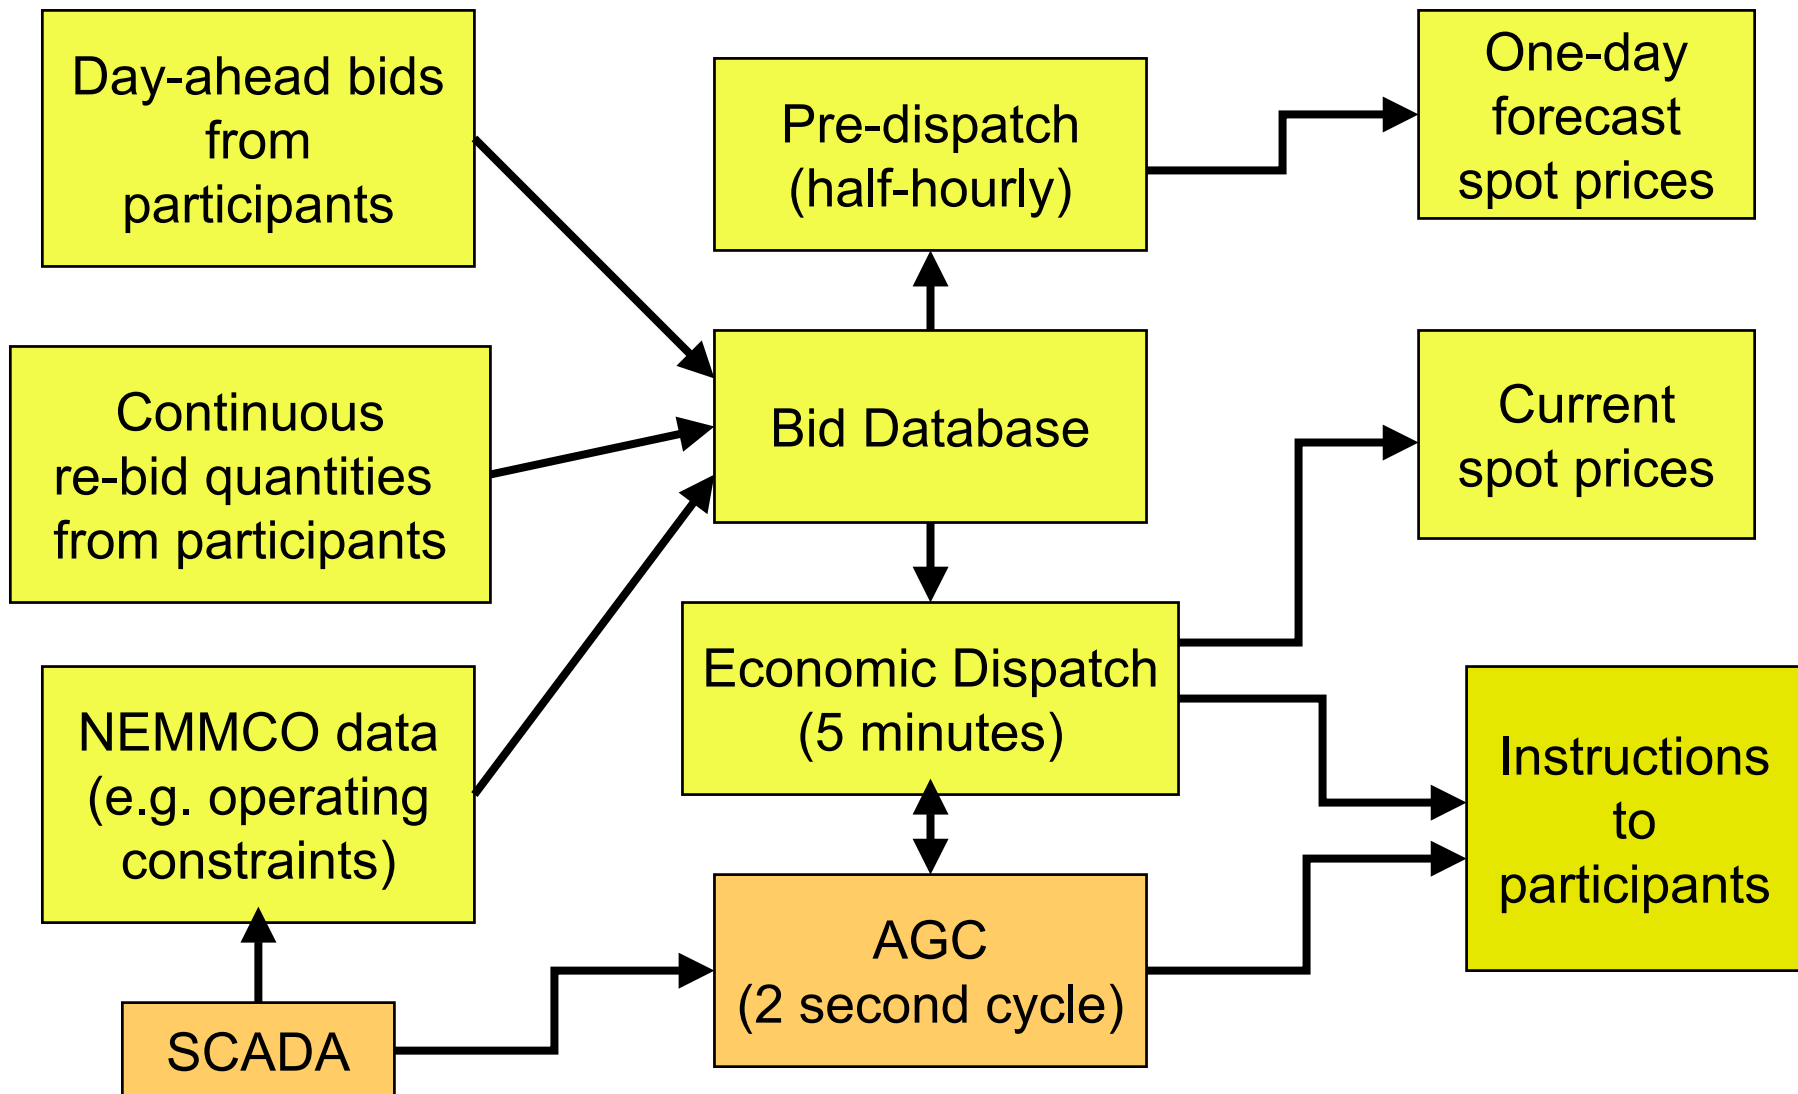 Day-ahead bids
from
participants
Pre-dispatch
(half-hourly)
One-day
forecast
spot prices
Continuous
re-bid quantities
from participants
Bid Database
Current
spot prices
NEMMCO data
(e.g. operating
constraints)
Economic Dispatch
(5 minutes)
Instructions
to
participants
SCADA
AGC
(2 second cycle)